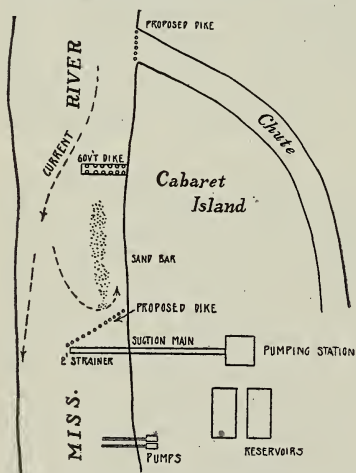 PROPOSED DIKE
RIVER
CURRENT
Chute
GOV'T DIKE
Cabaret
Island
SAND BAR
PROPOSED DIKE
SUCTION MAIN
PUMPING STATION
2' STRAINER
MISS.
PUMPS
RESERVOIRS